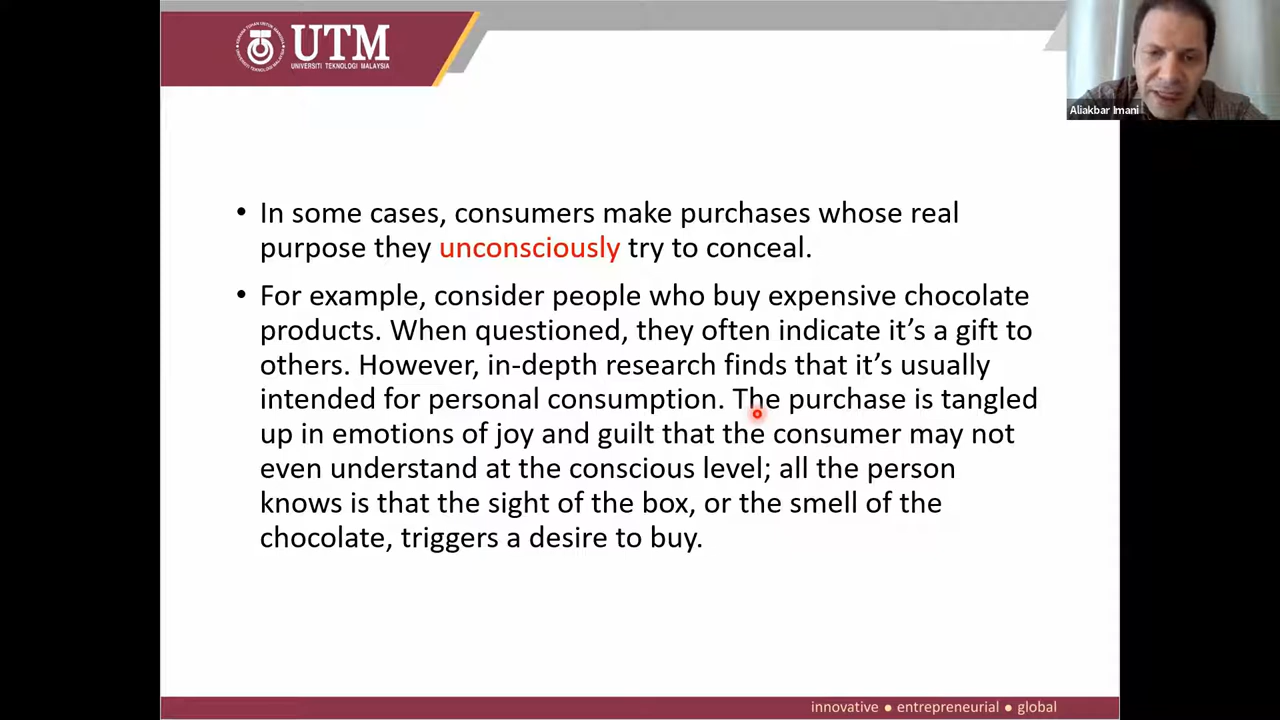 UTM
UNIVERSITI TEKNOLOGI MALAYSIA
Aliakbar Imani
• In some cases, consumers make purchases whose real
purpose they unconsciously try to conceal.
• For example, consider people who buy expensive chocolate
products. When questioned, they often indicate it’s a gift to
others. However, in-depth research finds that it’s usually
intended for personal consumption. The purchase is tangled
up in emotions of joy and guilt that the consumer may not
even understand at the conscious level; all the person
knows is that the sight of the box, or the smell of the
chocolate, triggers a desire to buy.
innovative ● entrepreneurial ● global